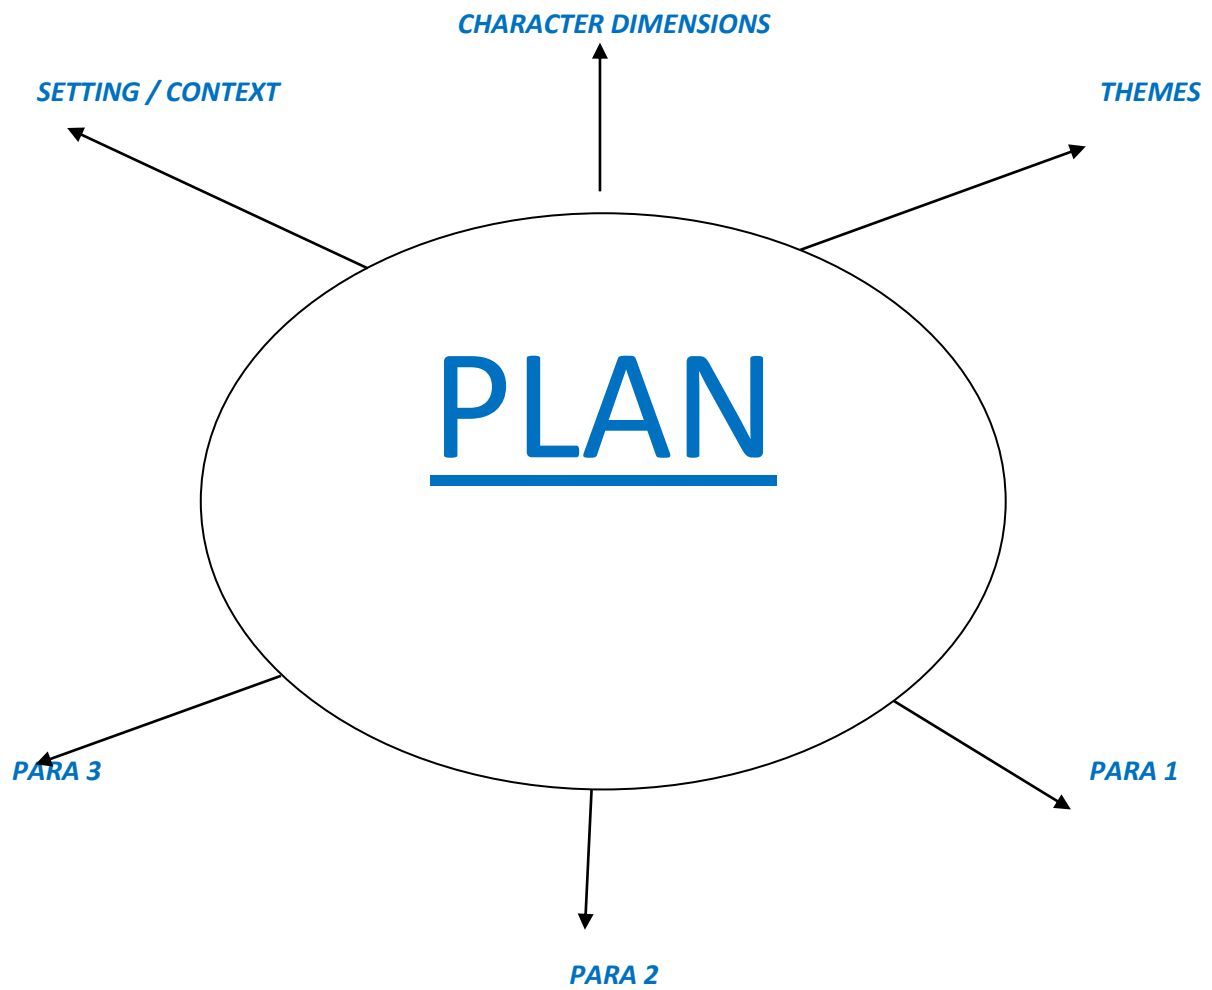 CHARACTER DIMENSIONS
SETTING / CONTEXT
THEMES
PLAN
PARA 3
PARA 1
PARA 2